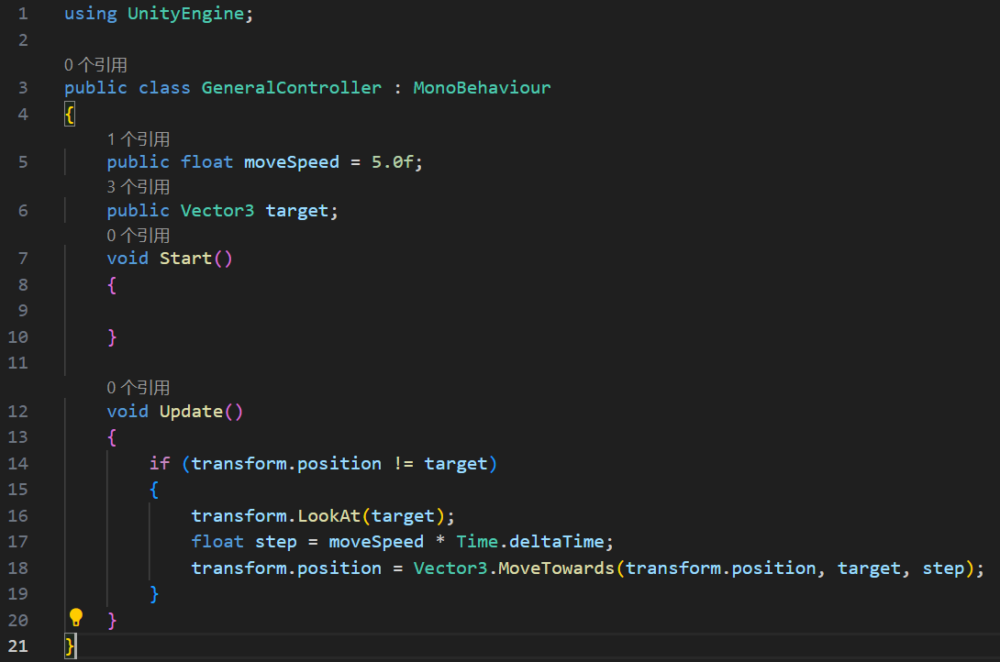 1 using UnityEngine;
2
0 个引用
3 public class GeneralController : MonoBehaviour
4 {
1 个引用
5 public float moveSpeed = 5.0f;
3 个引用
6 public Vector3 target;
0 个引用
7 void Start()
8 {
9
10 }
11
0 个引用
12 void Update()
13 {
14 if (transform.position != target)
15 {
16 transform.LookAt(target);
17 float step = moveSpeed * Time.deltaTime;
18 transform.position = Vector3.MoveTowards(transform.position, target, step);
19 }
20 }
21 }